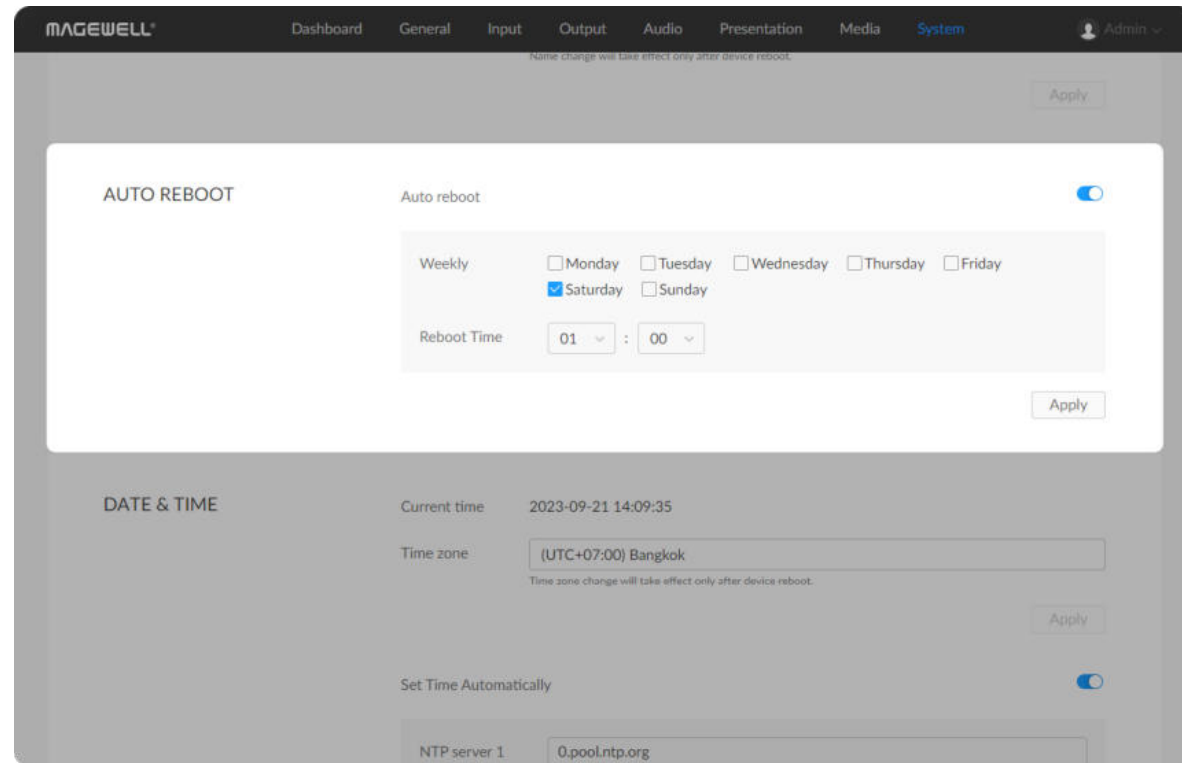 MAGEWELL® Dashboard General Input Output Audio Presentation Media System Admin
Name change will take effect only after device reboot.
Apply
AUTO REBOOT Auto reboot
Weekly Monday Tuesday Wednesday Thursday Friday
Saturday Sunday
Reboot Time 01 : 00
Apply
DATE & TIME Current time 2023-09-21 14:09:35
Time zone (UTC+07:00) Bangkok
Time zone change will take effect only after device reboot.
Apply
Set Time Automatically
NTP server 1 0.pool.ntp.org